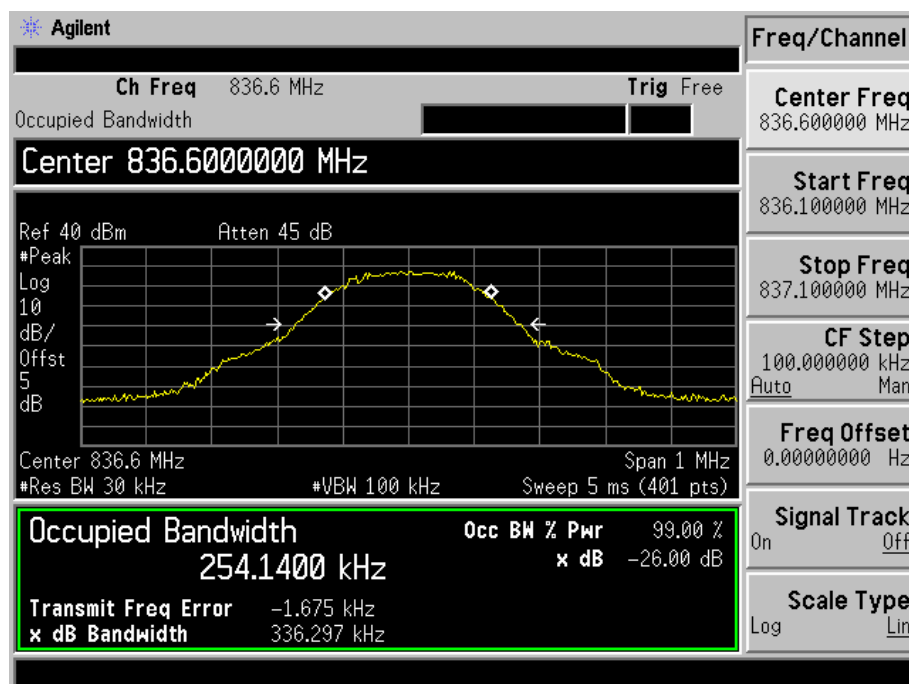 Agilent
Ch Freq 836.6 MHz Trig Free
Occupied Bandwidth
Center 836.6000000 MHz
Ref 40 dBm Atten 45 dB
#Peak
Log
10
dB/
Offst
5
dB
Center 836.6 MHz Span 1 MHz
#Res BW 30 kHz #VBW 100 kHz Sweep 5 ms (401 pts)
Occupied Bandwidth
254.1400 kHz
Occ BW % Pwr 99.00 %
x dB -26.00 dB
Transmit Freq Error -1.675 kHz
x dB Bandwidth 336.297 kHz
Freq/Channel
Center Freq
836.600000 MHz
Start Freq
836.100000 MHz
Stop Freq
837.100000 MHz
CF Step
100.000000 kHz
Auto Man
Freq Offset
0.00000000 Hz
Signal Track
On Off
Scale Type
Log Lin